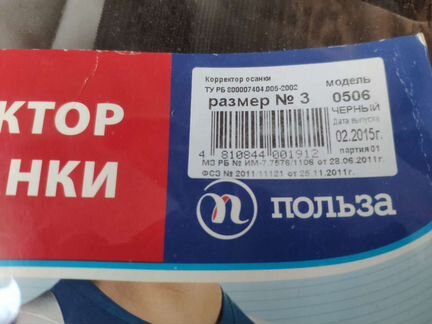 Корректор осанки
ТУ РБ 800007404.005-2002
размер № 3
модель
0506
ЧЕРНЫЙ
Дата выпуска
02.2015г.
партия 01
4 810844 001912
МЗ РБ № ИМ-7.7576/1106 от 28.06.2011г.
ФСЗ № 2011/11121 от 25.11.2011г.
КТОР
НКИ
польза